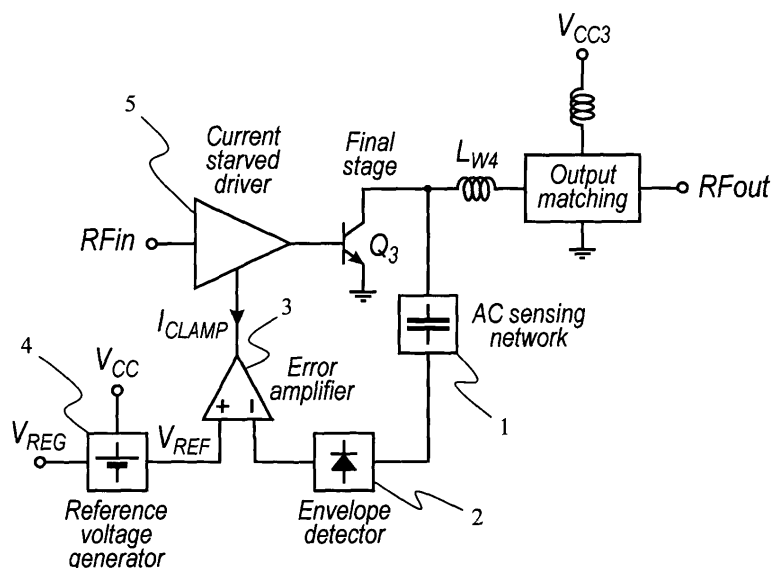 V_CC3
5
Current
starved
driver
Final
stage
L_W4
Output
matching
RFout
RFin
Q_3
I_CLAMP
3
AC sensing
network
1
4
V_CC
Error
amplifier
+
–
V_REG
V_REF
Reference
voltage
generator
Envelope
detector
2